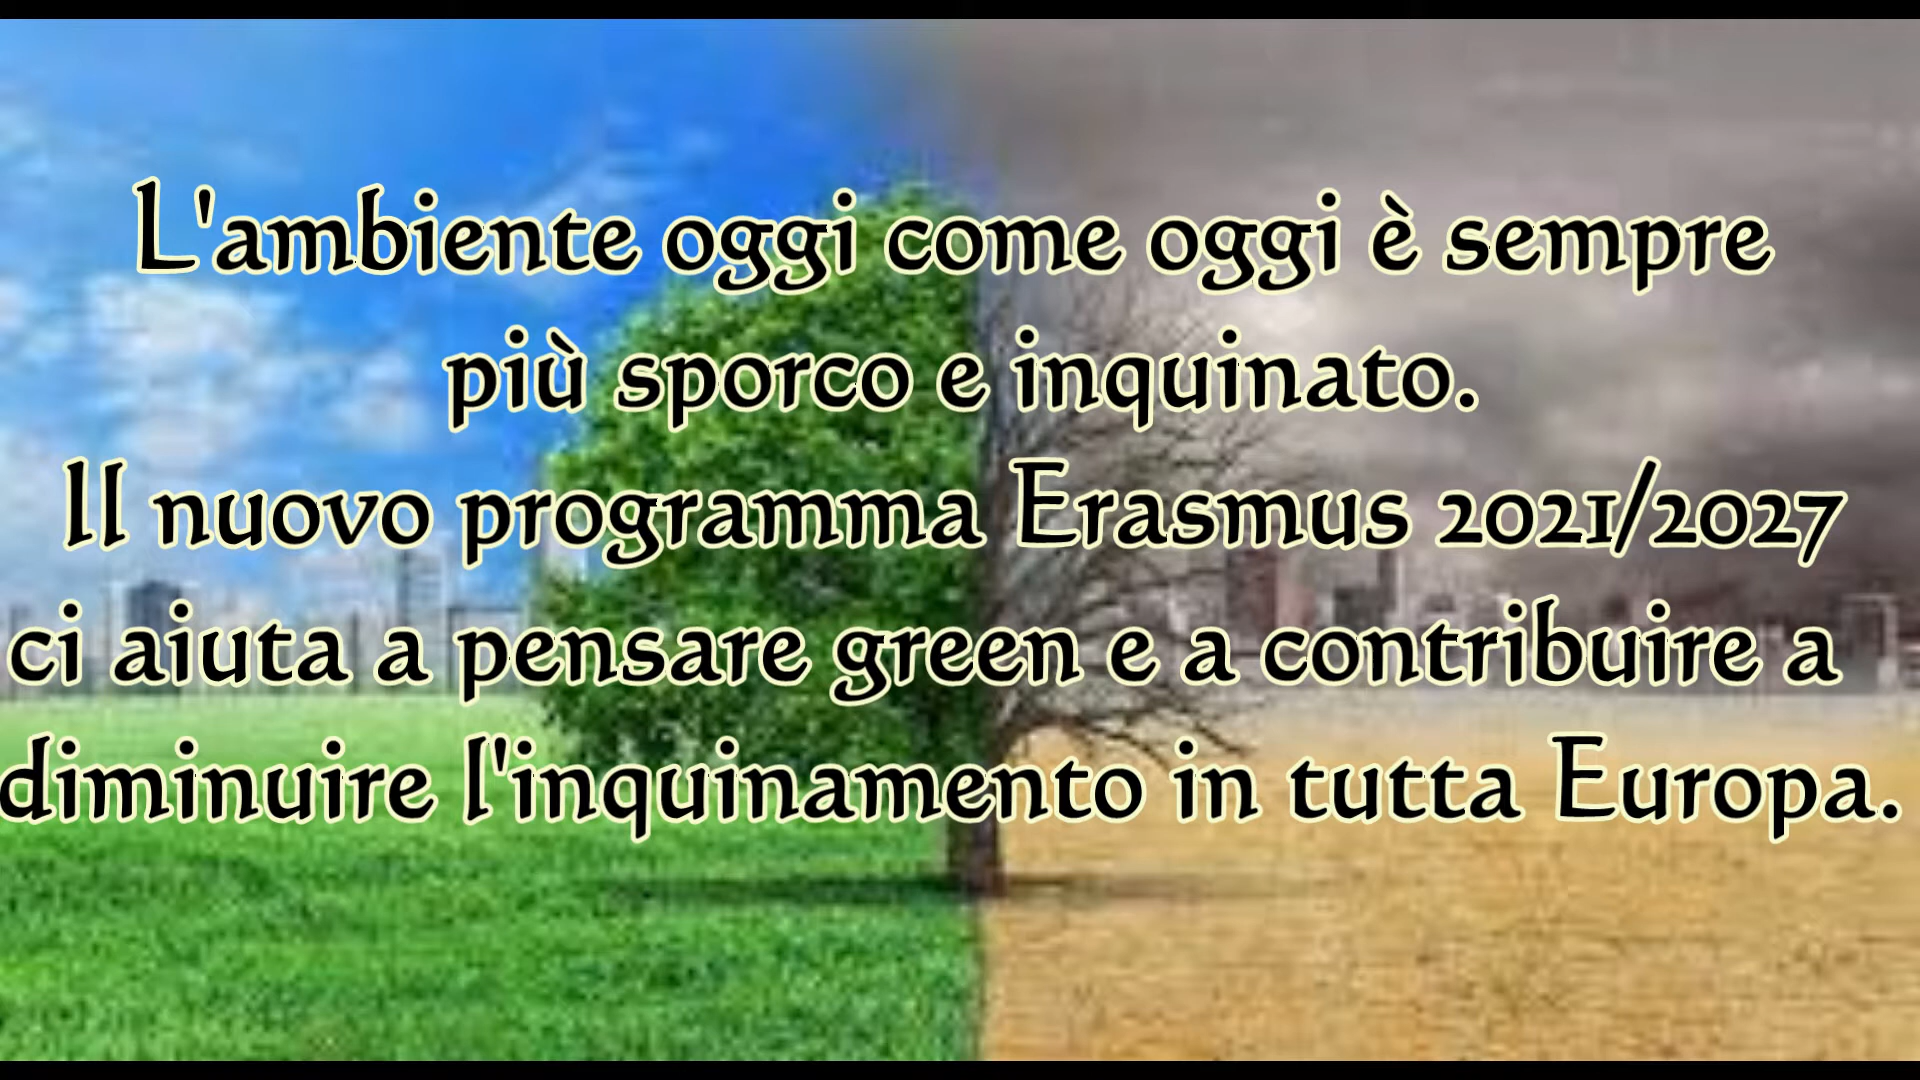 L'ambiente oggi come oggi è sempre
più sporco e inquinato.
Il nuovo programma Erasmus 2021/2027
ci aiuta a pensare green e a contribuire a
diminuire l'inquinamento in tutta Europa.